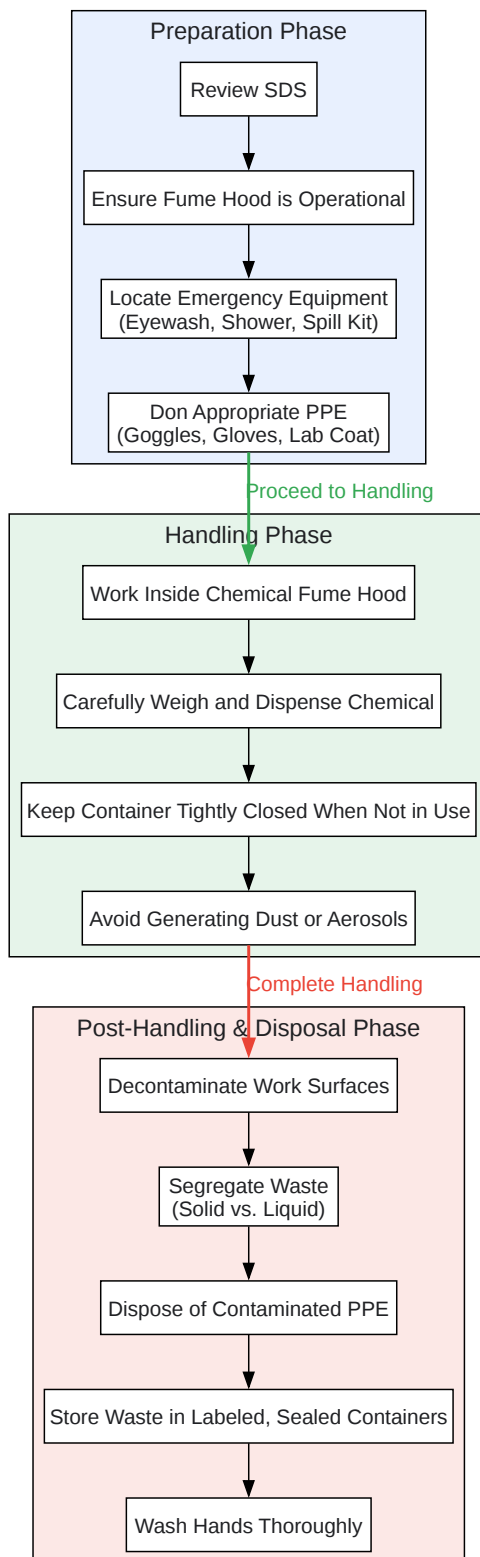 Preparation Phase
Review SDS
Ensure Fume Hood is Operational
Locate Emergency Equipment
(Eyewash, Shower, Spill Kit)
Don Appropriate PPE
(Goggles, Gloves, Lab Coat)
Proceed to Handling
Handling Phase
Work Inside Chemical Fume Hood
Carefully Weigh and Dispense Chemical
Keep Container Tightly Closed When Not in Use
Avoid Generating Dust or Aerosols
Complete Handling
Post-Handling & Disposal Phase
Decontaminate Work Surfaces
Segregate Waste
(Solid vs. Liquid)
Dispose of Contaminated PPE
Store Waste in Labeled, Sealed Containers
Wash Hands Thoroughly